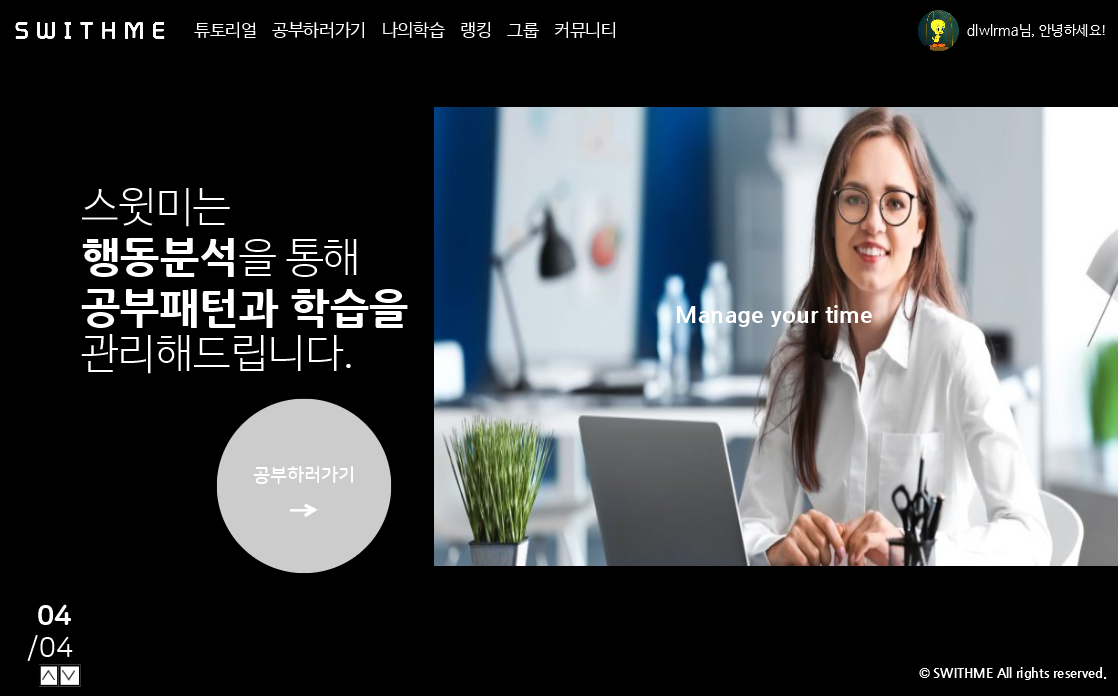 SWITHME 튜토리얼 공부하러가기 나의학습 랭킹 그룹 커뮤니티 dlwlrma님, 안녕하세요!
스윗미는
행동분석을 통해
공부패턴과 학습을
관리해드립니다.
Manage your time
공부하러가기
→
04
/04
© SWITHME All rights reserved.